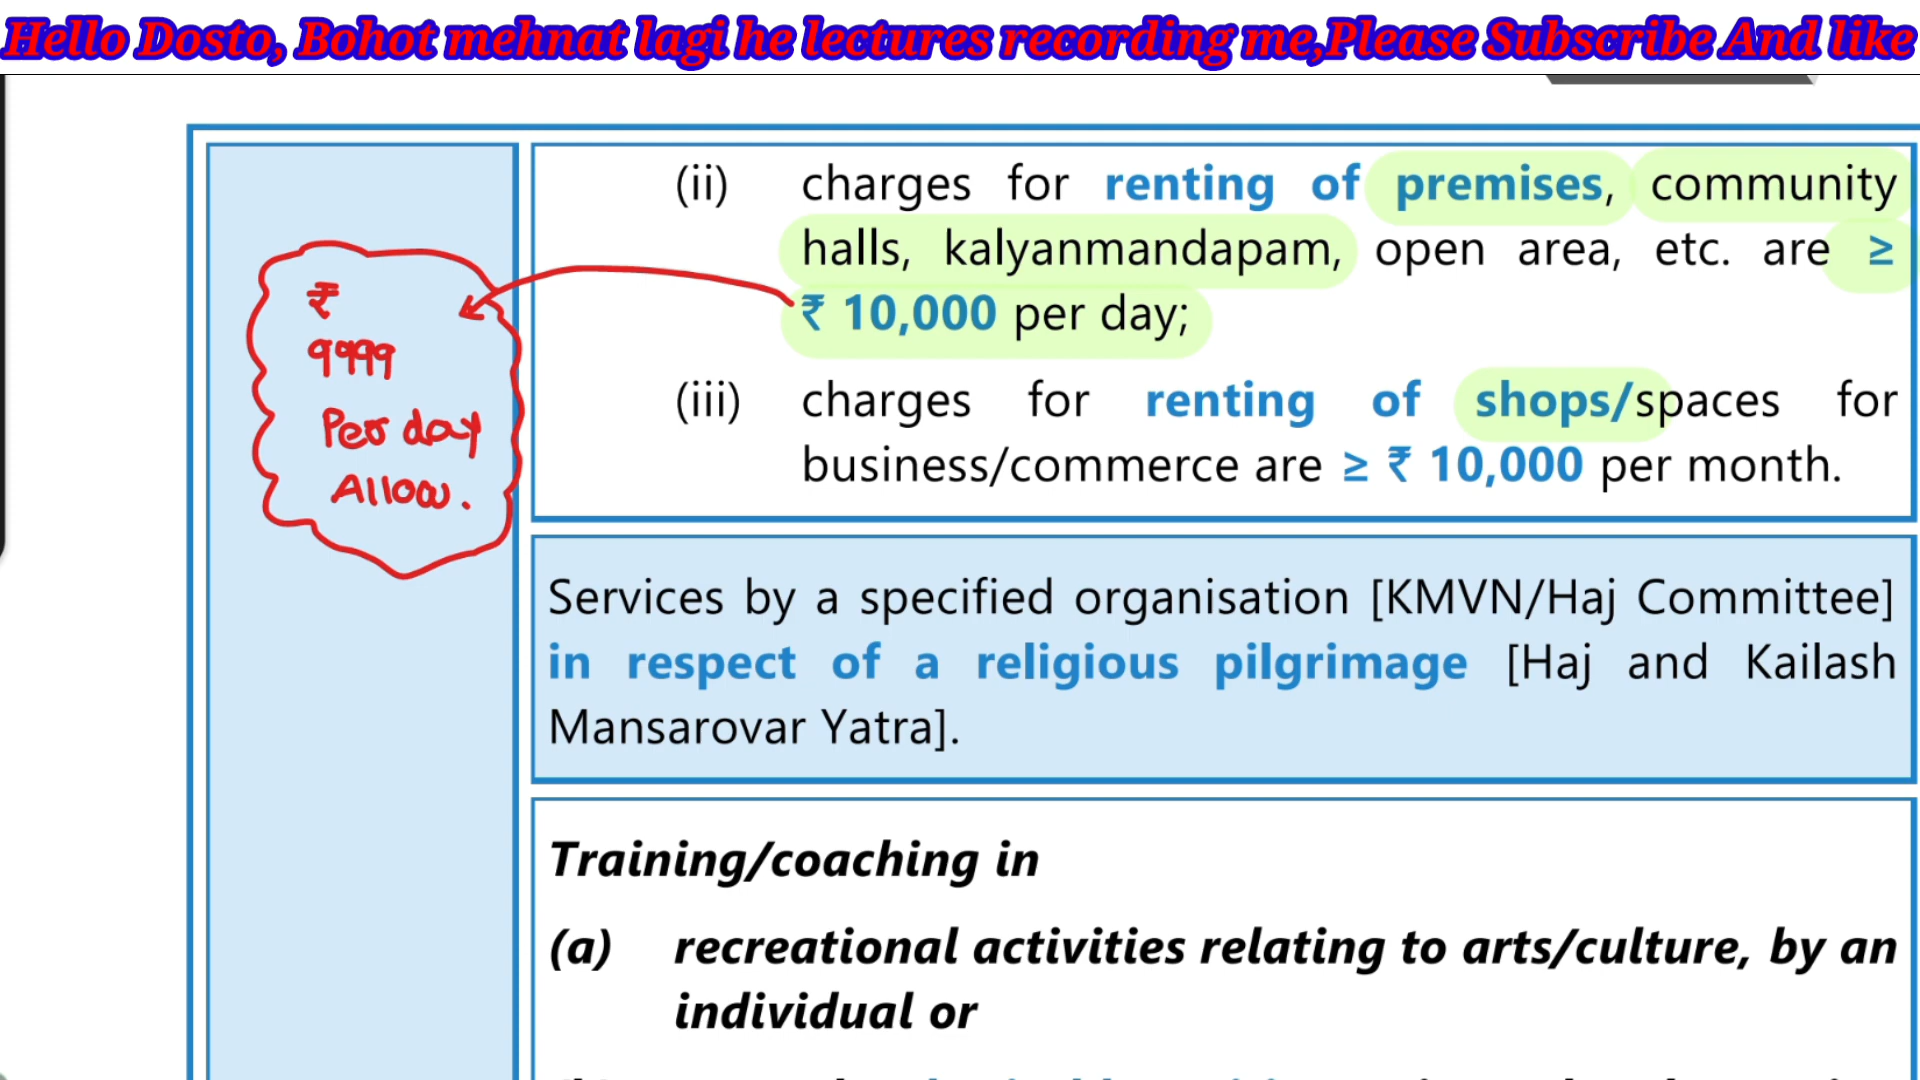 Hello Dosto, Bohot mehnat lagi he lectures recording me,Please Subscribe And like
(ii) charges for renting of premises, community
halls, kalyanmandapam, open area, etc. are ≥
₹ 10,000 per day;
(iii) charges for renting of shops/spaces for
business/commerce are ≥ ₹ 10,000 per month.
₹
9999
Per day
Allow.
Services by a specified organisation [KMVN/Haj Committee]
in respect of a religious pilgrimage [Haj and Kailash
Mansarovar Yatra].
Training/coaching in
(a) recreational activities relating to arts/culture, by an
individual or